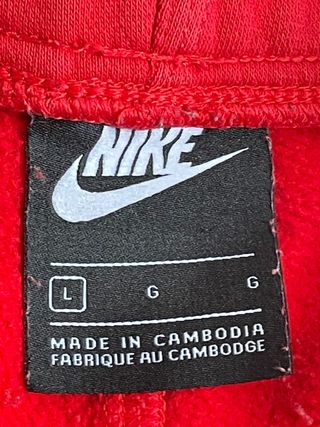 NIKE
L G G
MADE IN CAMBODIA
FABRIQUE AU CAMBODGE